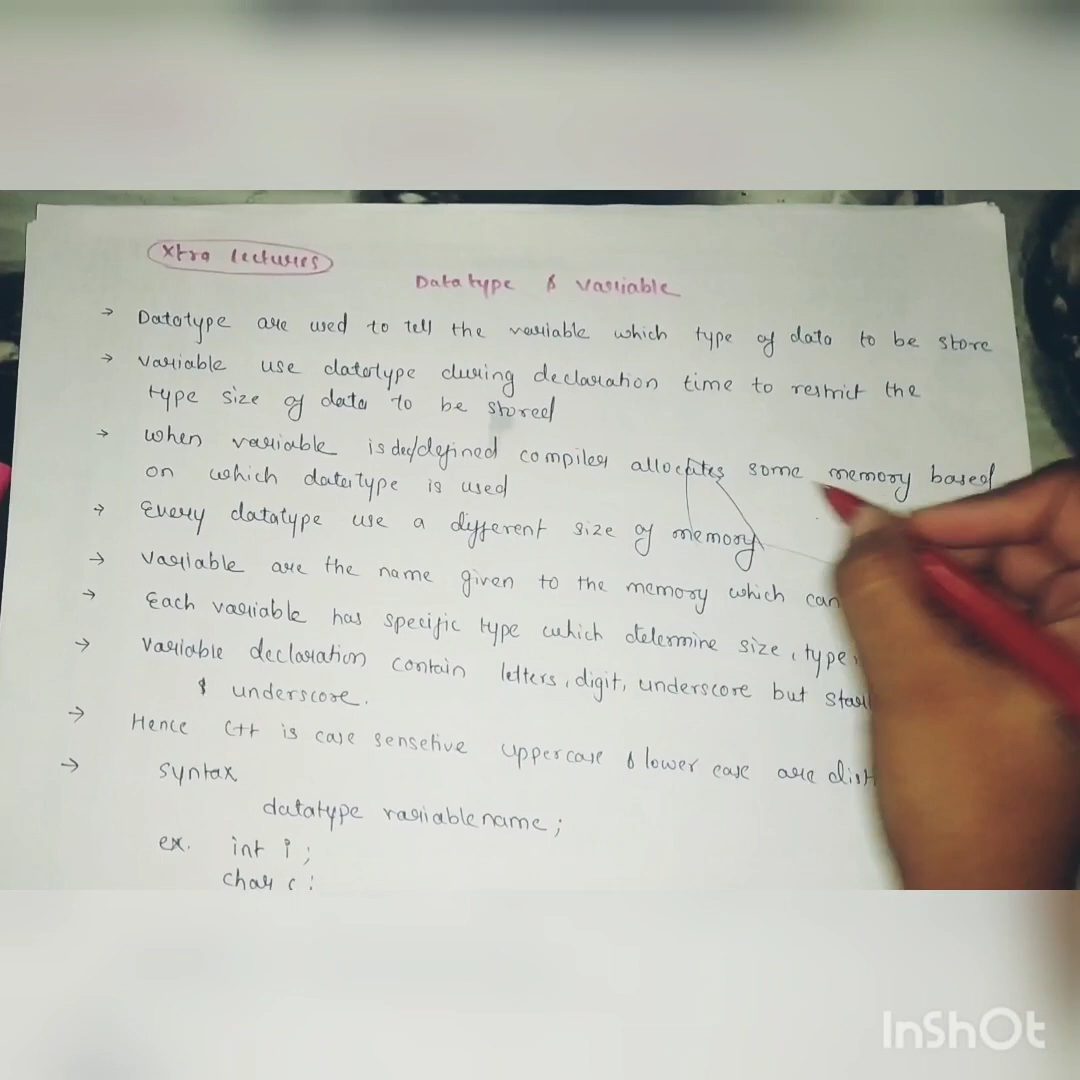 Xtra lectures
Datatype & variable
→ Datatype are used to tell the variable which type of data to be store
→ variable use datatype during declaration time to restrict the
type size of data to be stored
→ when variable is dec/defined compiler allocates some memory based
on which datatype is used
→ Every datatype use a different size of memory
→ variable are the name given to the memory which can
→ Each variable has specific type which determine size, type,
→ variable declaration contain letters, digit, underscore but
& underscore.
→ Hence C++ is case sensetive uppercase & lower case are
→ syntax
datatype variable name;
ex. int i;
char c;
InShOt